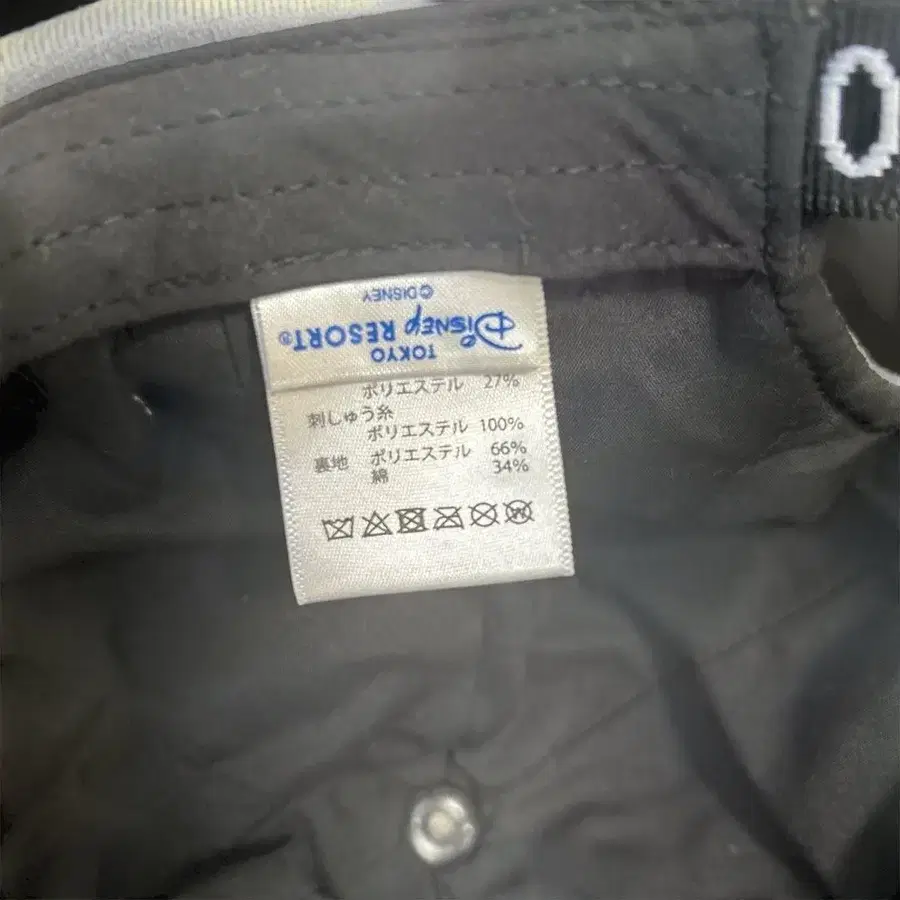 © DISNEY
TOKYO
Disney RESORT®
ポリエステル 27%
刺しゅう糸
ポリエステル 100%
裏地 ポリエステル 66%
綿 34%